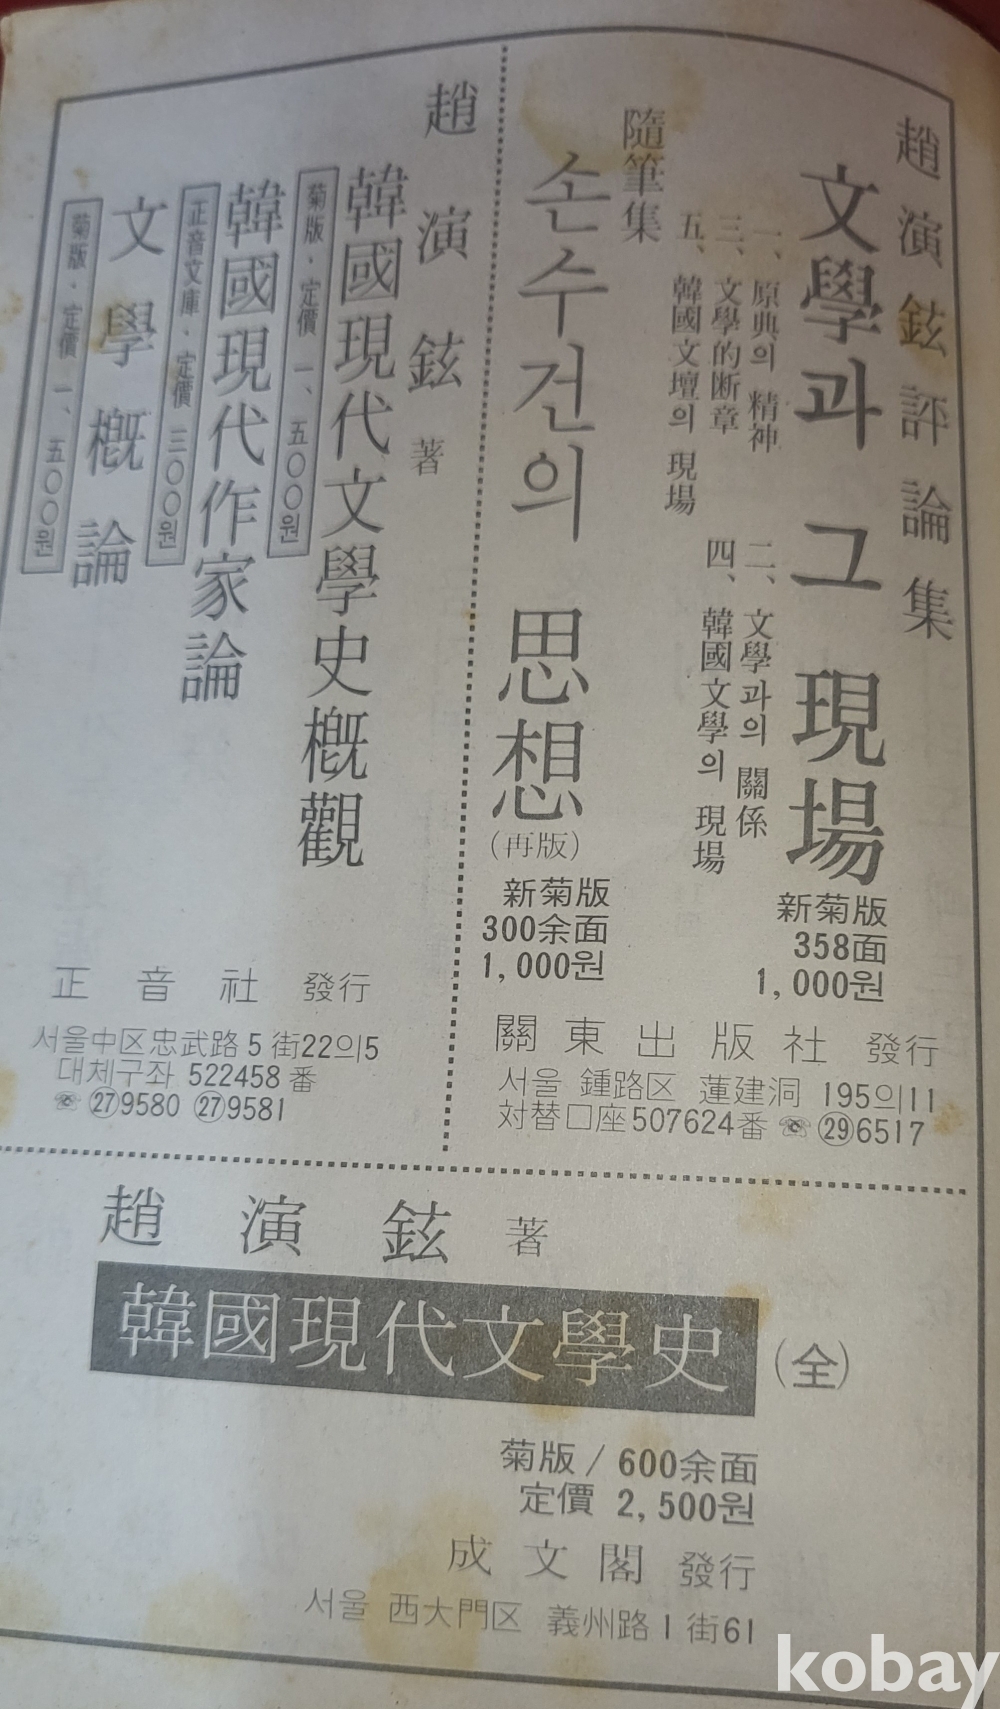 趙演鉉評論集
文學과 그 現場
一、原典의 精神
二、文學과의 關係
三、文學的断章
四、韓國文學의 現場
五、韓國文壇의 現場
新菊版
358面
1,000원
隨筆集
손수건의 思想
(再版)
新菊版
300余面
1,000원
關東出版社 發行
서울 鍾路区 蓮建洞 195의11
対替口座507624番 ☏ ㉙6517
趙演鉉 著
韓國現代文學史槪觀
菊版・定價 一、五〇〇원
韓國現代作家論
正音文庫・定價 三〇〇원
文學槪論
菊版・定價 一、五〇〇원
正音社 發行
서울中区忠武路 5 街22의5
대체구좌 522458 番
☏ ㉗9580 ㉗9581
趙演鉉 著
韓國現代文學史 (全)
菊版 / 600余面
定價 2,500원
成文閣 發行
서울 西大門区 義州路 1 街61
kobay